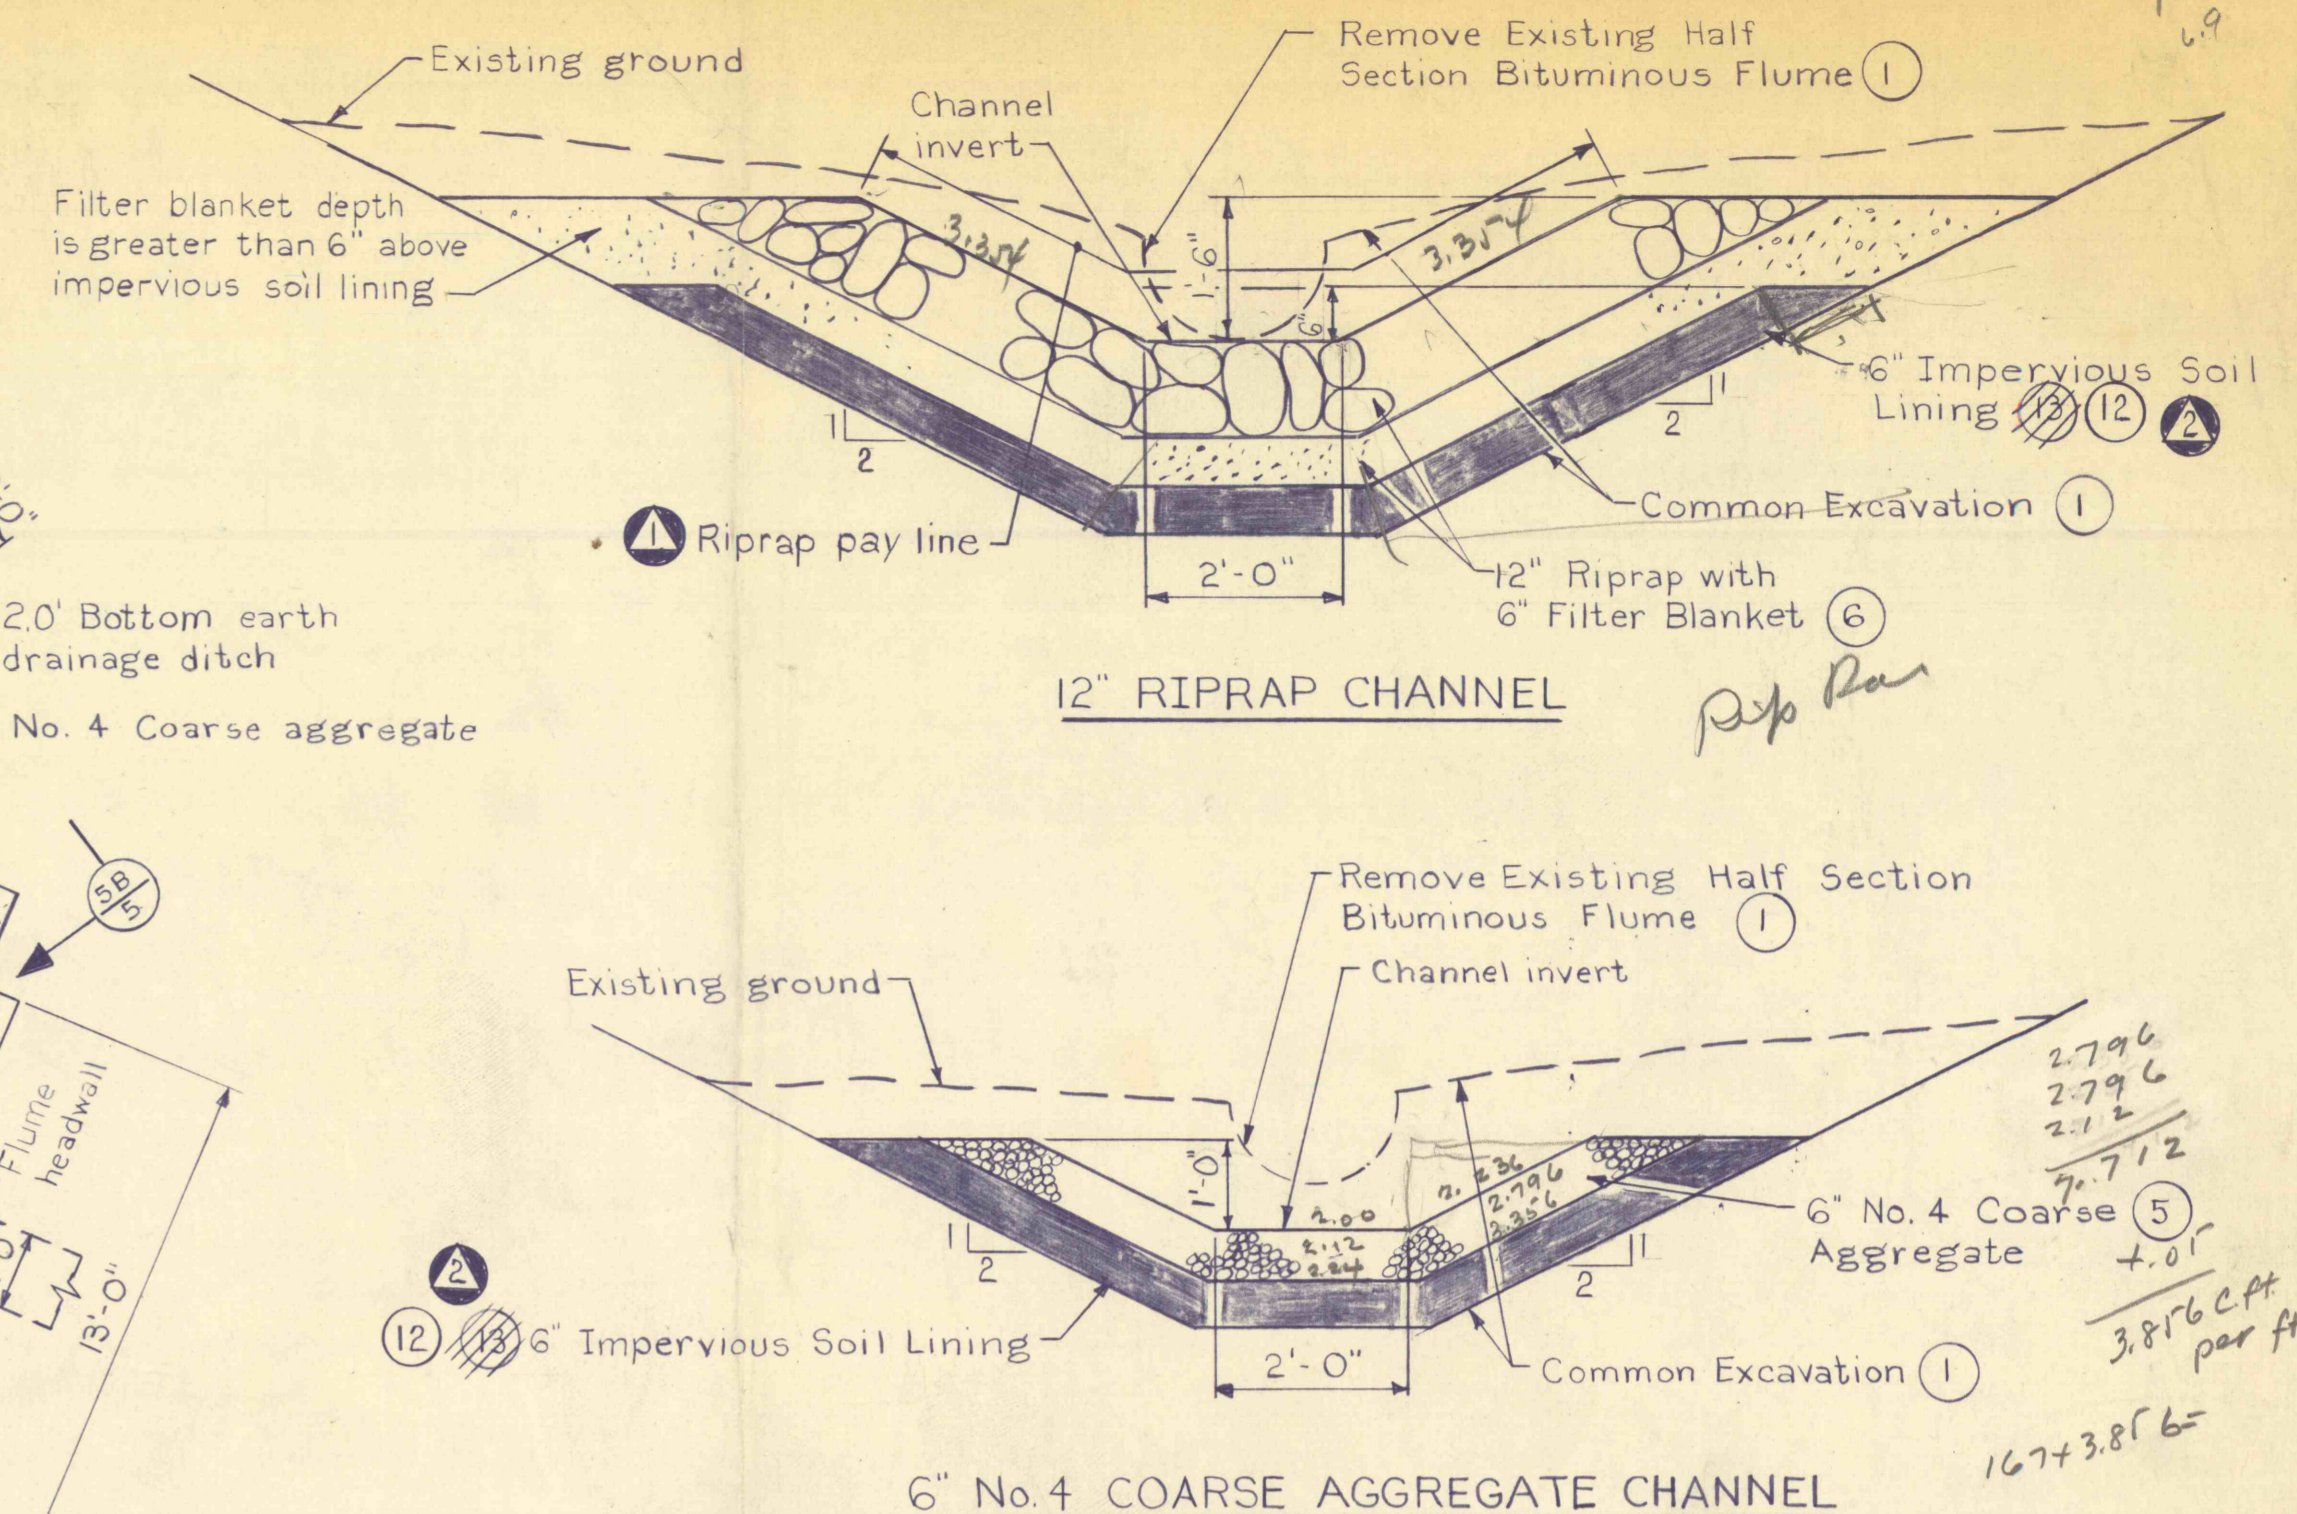 6.9
Existing ground
Remove Existing Half
Section Bituminous Flume 1
Channel
invert
Filter blanket depth
is greater than 6" above
impervious soil lining
3.354
1'-6"
3.354
6"
6" Impervious Soil
Lining 13 12 2
1
2
1
2
Common Excavation 1
1 Riprap pay line
2'-0"
12" Riprap with
6" Filter Blanket 6
2.0' Bottom earth
drainage ditch
12" RIPRAP CHANNEL
Rip Rap
No. 4 Coarse aggregate
5B
5
Remove Existing Half Section
Bituminous Flume 1
Existing ground
Channel invert
Flume
headwall
13'-0"
1'-0"
2.236
2.796
3.356
2.00
2.12
2.24
2.796
2.796
2.12
7.712
6" No. 4 Coarse 5
Aggregate
1
2
1
2
2
12 13 6" Impervious Soil Lining
2'-0"
Common Excavation 1
3.856 C.ft.
per ft
167+3.856=
6" No. 4 COARSE AGGREGATE CHANNEL